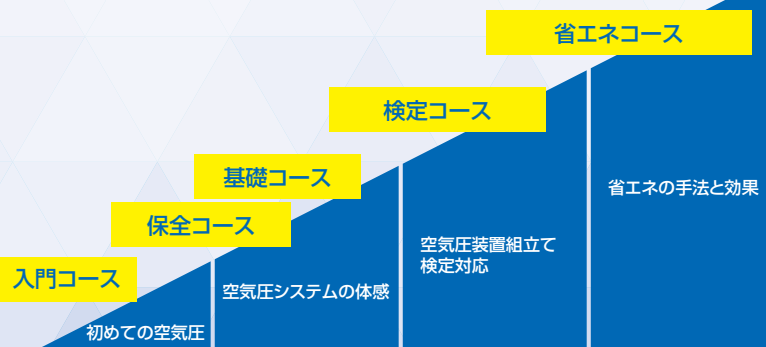 省エネコース
検定コース
基礎コース
保全コース
入門コース
初めての空気圧
空気圧システムの体感
空気圧装置組立て
検定対応
省エネの手法と効果